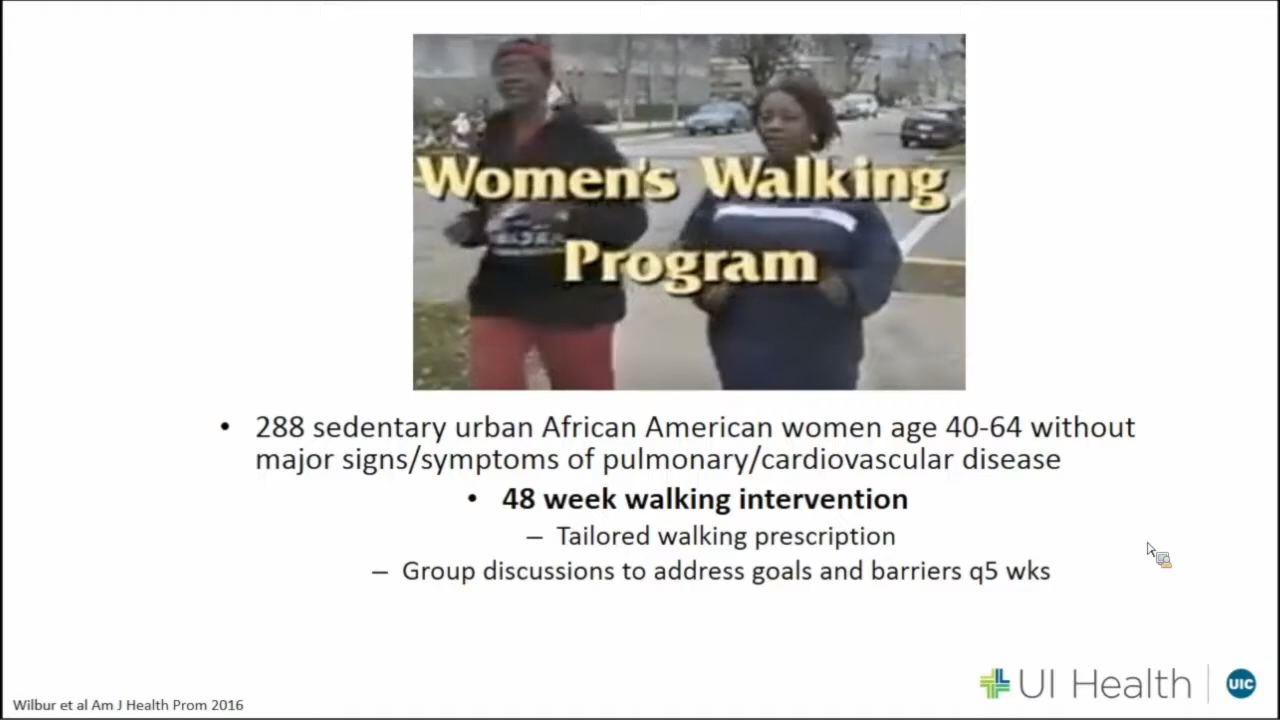 Women's Walking
Program
• 288 sedentary urban African American women age 40-64 without
major signs/symptoms of pulmonary/cardiovascular disease
• 48 week walking intervention
– Tailored walking prescription
– Group discussions to address goals and barriers q5 wks
UI Health
UIC
Wilbur et al Am J Health Prom 2016